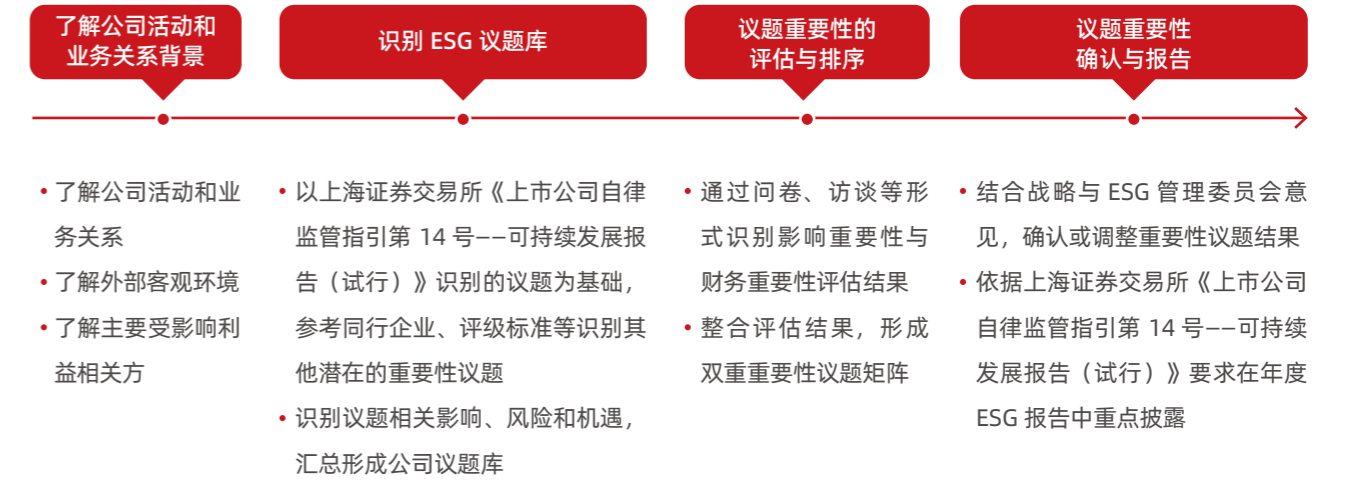 了解公司活动和
业务关系背景
识别 ESG 议题库
议题重要性的
评估与排序
议题重要性
确认与报告
• 了解公司活动和业
务关系
• 了解外部客观环境
• 了解主要受影响利
益相关方
• 以上海证券交易所《上市公司自律
监管指引第 14 号——可持续发展报
告（试行）》识别的议题为基础，
参考同行企业、评级标准等识别其
他潜在的重要性议题
• 识别议题相关影响、风险和机遇，
汇总形成公司议题库
• 通过问卷、访谈等形
式识别影响重要性与
财务重要性评估结果
• 整合评估结果，形成
双重重要性议题矩阵
• 结合战略与 ESG 管理委员会意
见，确认或调整重要性议题结果
• 依据上海证券交易所《上市公司
自律监管指引第 14 号——可持续
发展报告（试行）》要求在年度
ESG 报告中重点披露